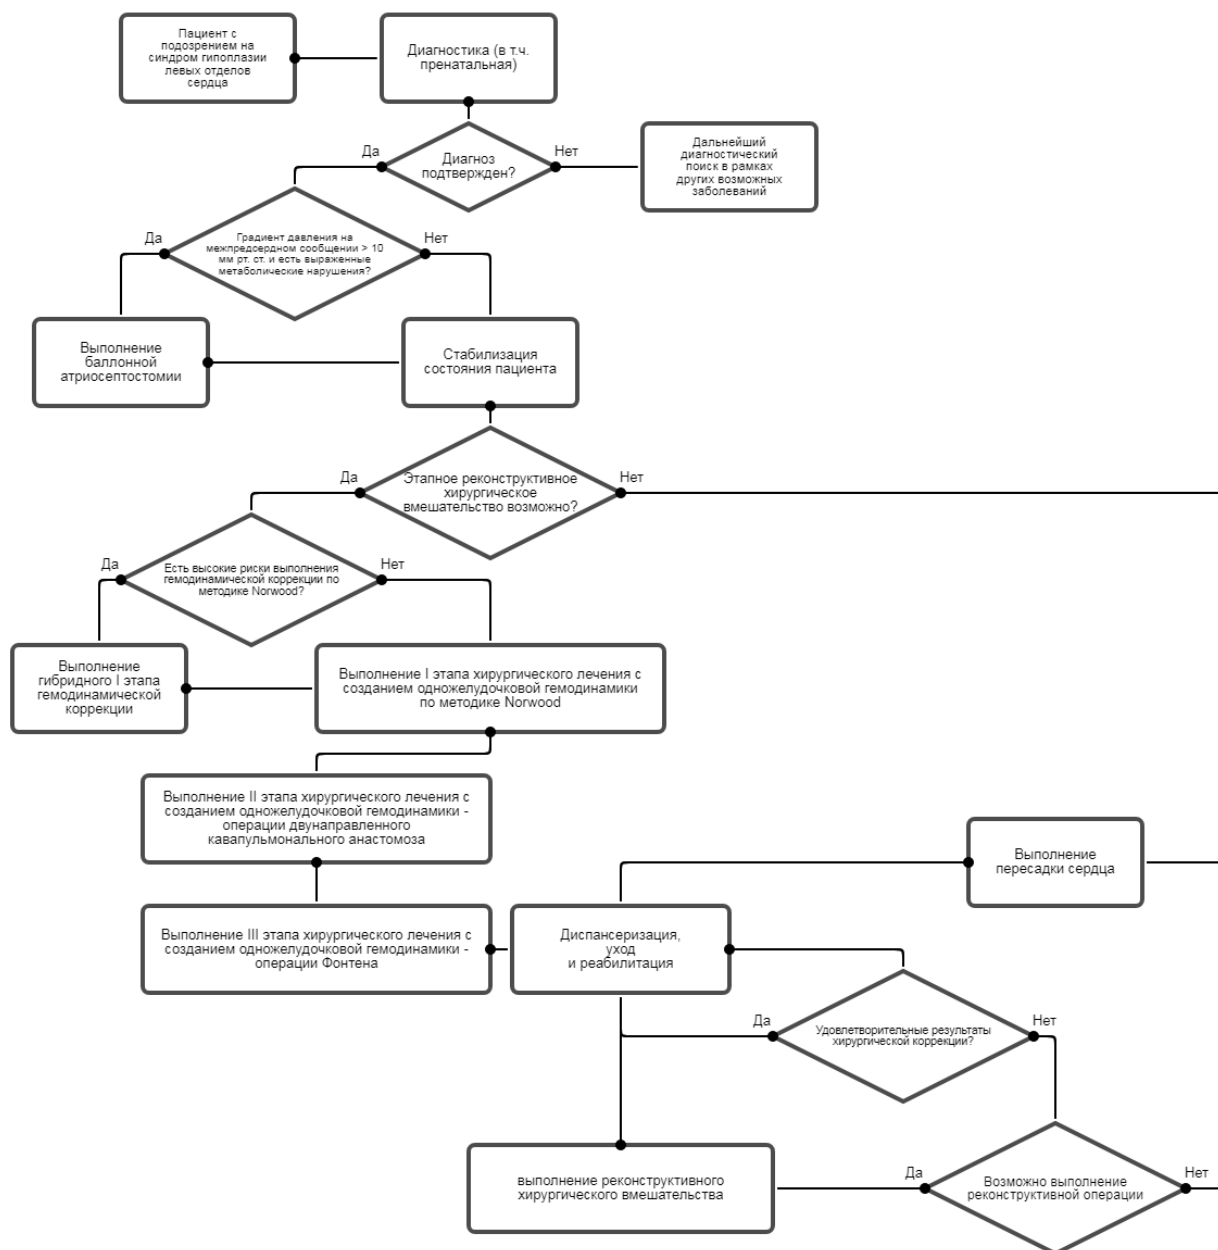 Пациент с
подозрением на
синдром гипоплазии
левых отделов
сердца
Диагностика (в т.ч.
пренатальная)
Да
Диагноз
подтвержден?
Нет
Дальнейший
диагностический
поиск в рамках
других возможных
заболеваний
Да
Градиент давления на
межпредсердном сообщении > 10
мм рт. ст. и есть выраженные
метаболические нарушения?
Нет
Выполнение
баллонной
атриосептостомии
Стабилизация
состояния пациента
Да
Этапное реконструктивное
хирургическое
вмешательство возможно?
Нет
Да
Есть высокие риски выполнения
гемодинамической коррекции по
методике Norwood?
Нет
Выполнение
гибридного I этапа
гемодинамической
коррекции
Выполнение I этапа хирургического лечения с
созданием одножелудочковой гемодинамики
по методике Norwood
Выполнение II этапа хирургического лечения с
созданием одножелудочковой гемодинамики -
операции двунаправленного
кавапульмонального анастомоза
Выполнение
пересадки сердца
Выполнение III этапа хирургического лечения с
созданием одножелудочковой гемодинамики -
операции Фонтена
Диспансеризация,
уход
и реабилитация
Да
Удовлетворительные результаты
хирургической коррекции?
Нет
выполнение реконструктивного
хирургического вмешательства
Да
Возможно выполнение
реконструктивной операции
Нет